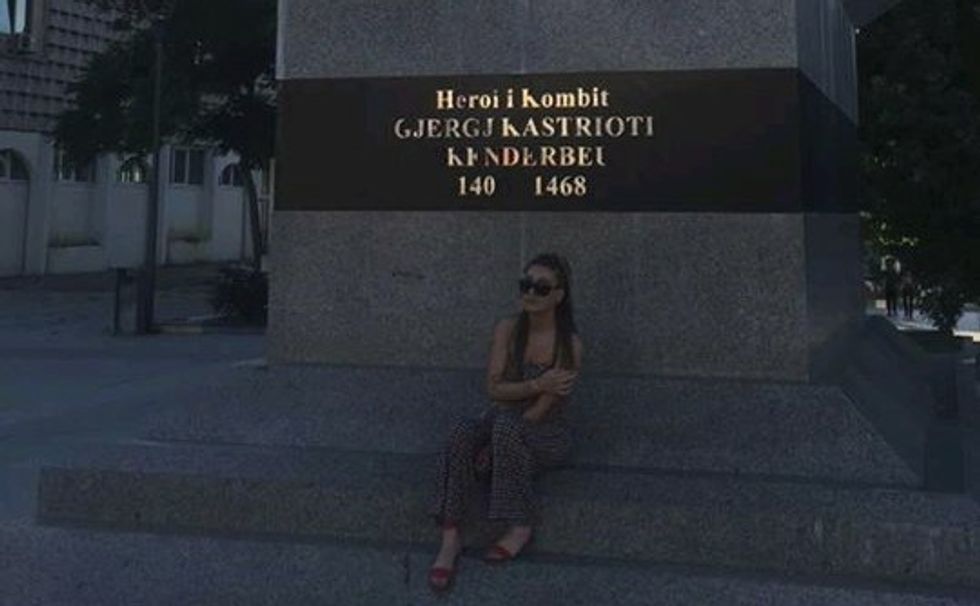 Heroi i Kombit
GJERGJ KASTRIOTI
KENDERBEU
140 1468